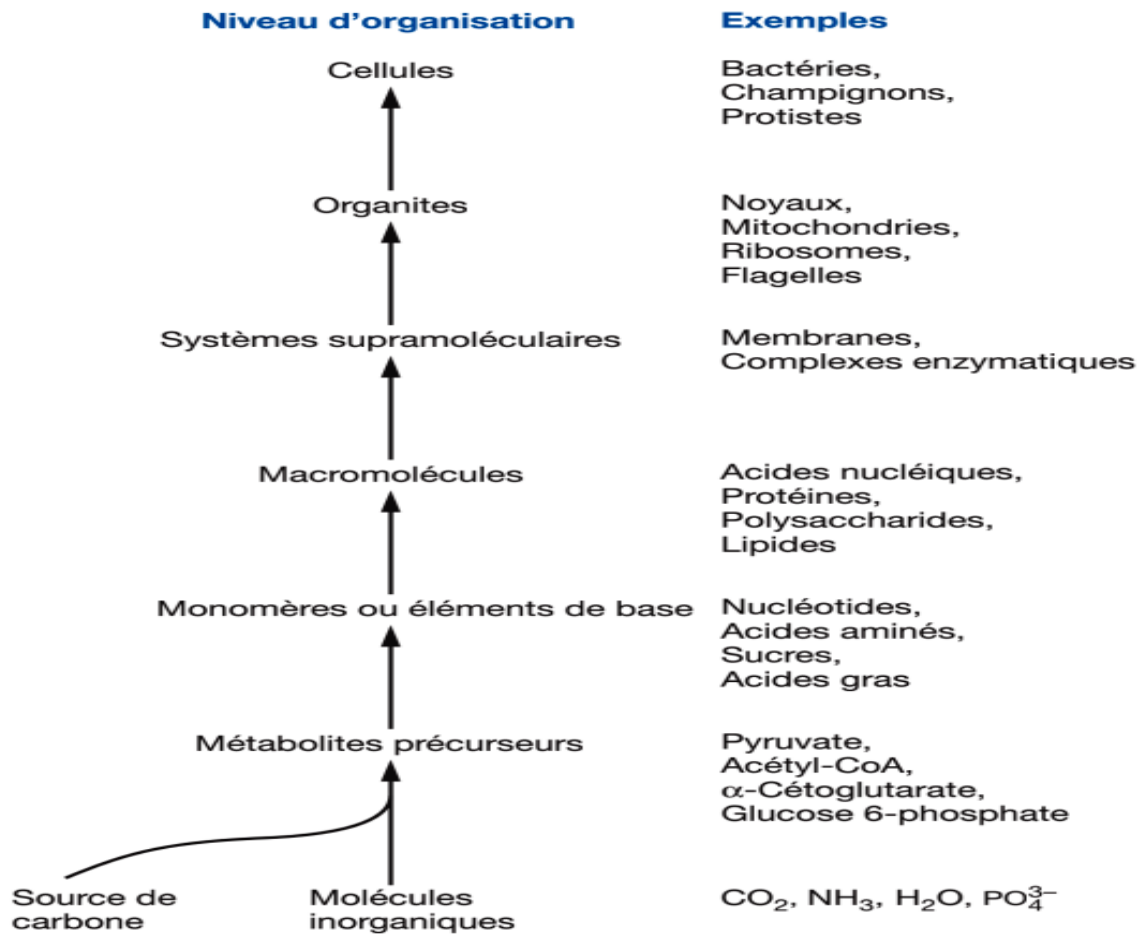 Niveau d'organisation
Exemples
Cellules
Bactéries,
Champignons,
Protistes
Organites
Noyaux,
Mitochondries,
Ribosomes,
Flagelles
Systèmes supramoléculaires
Membranes,
Complexes enzymatiques
Macromolécules
Acides nucléiques,
Protéines,
Polysaccharides,
Lipides
Monomères ou éléments de base
Nucléotides,
Acides aminés,
Sucres,
Acides gras
Métabolites précurseurs
Pyruvate,
Acétyl-CoA,
α-Cétoglutarate,
Glucose 6-phosphate
Source de
carbone
Molécules
inorganiques
CO₂, NH₃, H₂O, PO₄³⁻